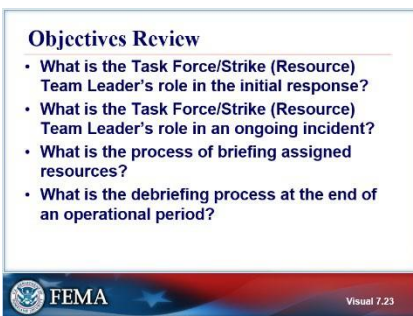 Objectives Review
• What is the Task Force/Strike (Resource)
Team Leader's role in the initial response?
• What is the Task Force/Strike (Resource)
Team Leader's role in an ongoing incident?
• What is the process of briefing assigned
resources?
• What is the debriefing process at the end of
an operational period?
FEMA
Visual 7.23